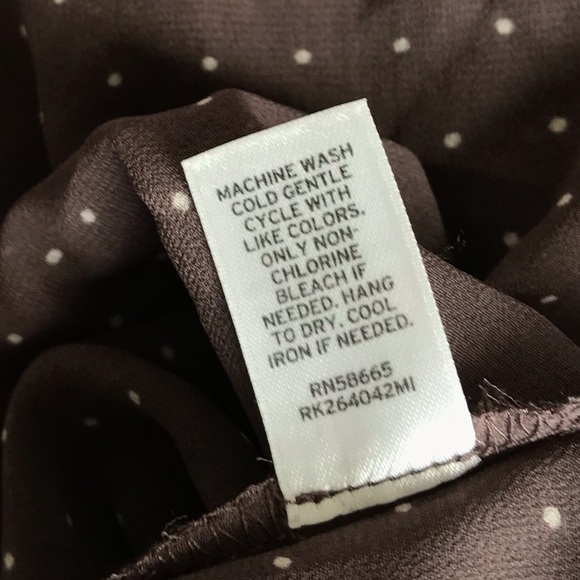 MACHINE WASH
COLD GENTLE
CYCLE WITH
LIKE COLORS.
ONLY NON-
CHLORINE
BLEACH IF
NEEDED. HANG
TO DRY. COOL
IRON IF NEEDED.
RN58665
RK264042MI